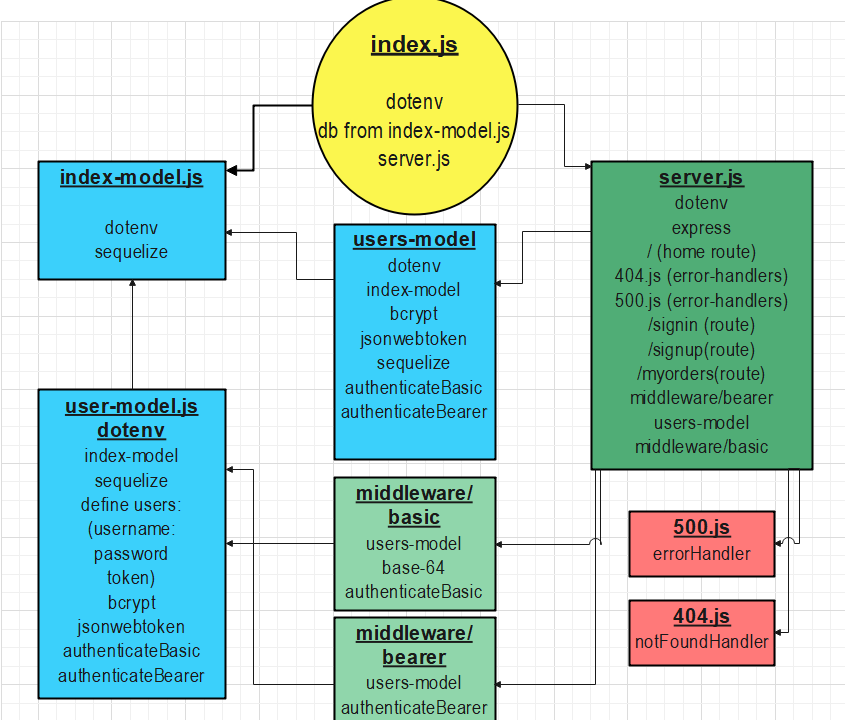 index.js
dotenv
db from index-model.js
server.js
index-model.js
dotenv
sequelize
users-model
dotenv
index-model
bcrypt
jsonwebtoken
sequelize
authenticateBasic
authenticateBearer
server.js
dotenv
express
/ (home route)
404.js (error-handlers)
500.js (error-handlers)
/signin (route)
/signup(route)
/myorders(route)
middleware/bearer
users-model
middleware/basic
user-model.js
dotenv
index-model
sequelize
define users:
(username:
password
token)
bcrypt
jsonwebtoken
authenticateBasic
authenticateBearer
middleware/
basic
users-model
base-64
authenticateBasic
middleware/
bearer
users-model
authenticateBearer
500.js
errorHandler
404.js
notFoundHandler